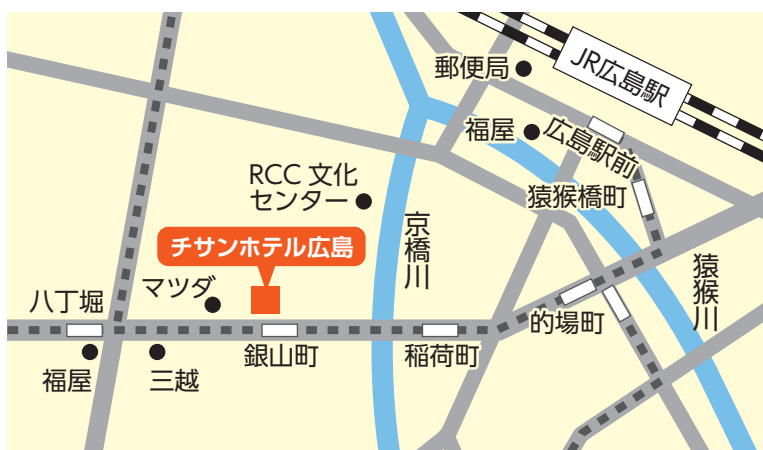 JR広島駅
郵便局
福屋
広島駅前
RCC 文化
センター
猿猴橋町
京橋川
チサンホテル広島
猿猴川
マツダ
八丁堀
的場町
銀山町
稲荷町
福屋
三越